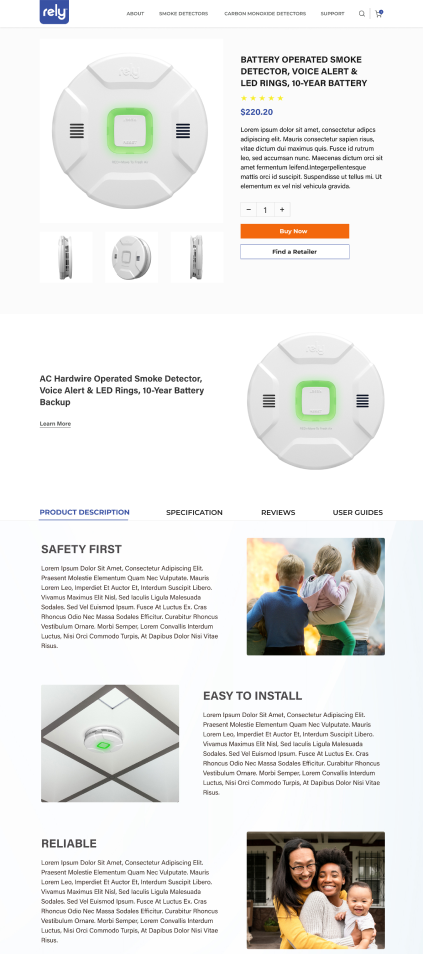 rely
ABOUT SMOKE DETECTORS CARBON MONOXIDE DETECTORS SUPPORT
rely
BATTERY OPERATED SMOKE
DETECTOR, VOICE ALERT &
LED RINGS, 10-YEAR BATTERY
$220.20
Lorem ipsum dolor sit amet, consectetur adipcs
adipiscing elit. Mauris consectetur sapien risus,
vitae dictum dui maximus quis. Fusce id rutrum
leo, sed accumsan nunc. Maecenas dictum orci sit
amet fermentum leifend.Integerpellentesque
mattis orci id suscipit. Suspendisse ut tellus mi. Ut
elementum ex vel nisl vehicula gravida.
− 1 +
Buy Now
Find a Retailer
AC Hardwire Operated Smoke Detector,
Voice Alert & LED Rings, 10-Year Battery
Backup
Learn More
rely
PRODUCT DESCRIPTION SPECIFICATION REVIEWS USER GUIDES
SAFETY FIRST
Lorem Ipsum Dolor Sit Amet, Consectetur Adipiscing Elit.
Praesent Molestie Elementum Quam Nec Vulputate. Mauris
Lorem Leo, Imperdiet Et Auctor Et, Interdum Suscipit Libero.
Vivamus Maximus Elit Nisl, Sed Iaculis Ligula Malesuada
Sodales. Sed Vel Euismod Ipsum. Fusce At Luctus Ex. Cras
Rhoncus Odio Nec Massa Sodales Efficitur. Curabitur Rhoncus
Vestibulum Ornare. Morbi Semper, Lorem Convallis Interdum
Luctus, Nisi Orci Commodo Turpis, At Dapibus Dolor Nisi Vitae
Risus.
EASY TO INSTALL
Lorem Ipsum Dolor Sit Amet, Consectetur Adipiscing Elit.
Praesent Molestie Elementum Quam Nec Vulputate. Mauris
Lorem Leo, Imperdiet Et Auctor Et, Interdum Suscipit Libero.
Vivamus Maximus Elit Nisl, Sed Iaculis Ligula Malesuada
Sodales. Sed Vel Euismod Ipsum. Fusce At Luctus Ex. Cras
Rhoncus Odio Nec Massa Sodales Efficitur. Curabitur Rhoncus
Vestibulum Ornare. Morbi Semper, Lorem Convallis Interdum
Luctus, Nisi Orci Commodo Turpis, At Dapibus Dolor Nisi Vitae
Risus.
RELIABLE
Lorem Ipsum Dolor Sit Amet, Consectetur Adipiscing Elit.
Praesent Molestie Elementum Quam Nec Vulputate. Mauris
Lorem Leo, Imperdiet Et Auctor Et, Interdum Suscipit Libero.
Vivamus Maximus Elit Nisl, Sed Iaculis Ligula Malesuada
Sodales. Sed Vel Euismod Ipsum. Fusce At Luctus Ex. Cras
Rhoncus Odio Nec Massa Sodales Efficitur. Curabitur Rhoncus
Vestibulum Ornare. Morbi Semper, Lorem Convallis Interdum
Luctus, Nisi Orci Commodo Turpis, At Dapibus Dolor Nisi Vitae
Risus.